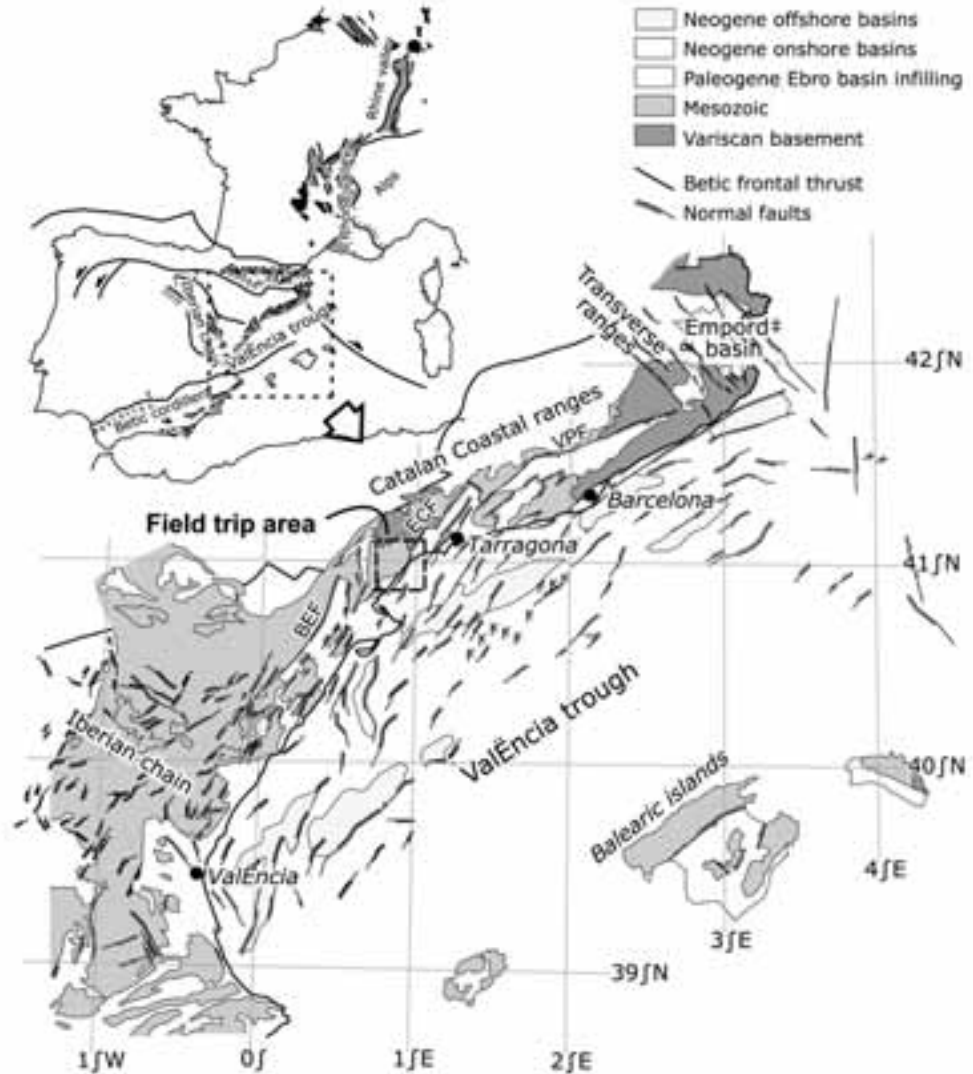 Neogene offshore basins
Neogene onshore basins
Paleogene Ebro basin infilling
Mesozoic
Variscan basement
Betic frontal thrust
Normal faults
Rhine valley
Alps
Iberian chain
ValËncia trough
Betic cordillera
Transverse
ranges
Empord‡
basin
42∫N
Catalan Coastal ranges
VPF
Barcelona
Field trip area
ECF
Tarragona
41∫N
BEF
Iberian chain
ValËncia trough
40∫N
Balearic islands
ValËncia
4∫E
3∫E
39∫N
1∫W
0∫
1∫E
2∫E